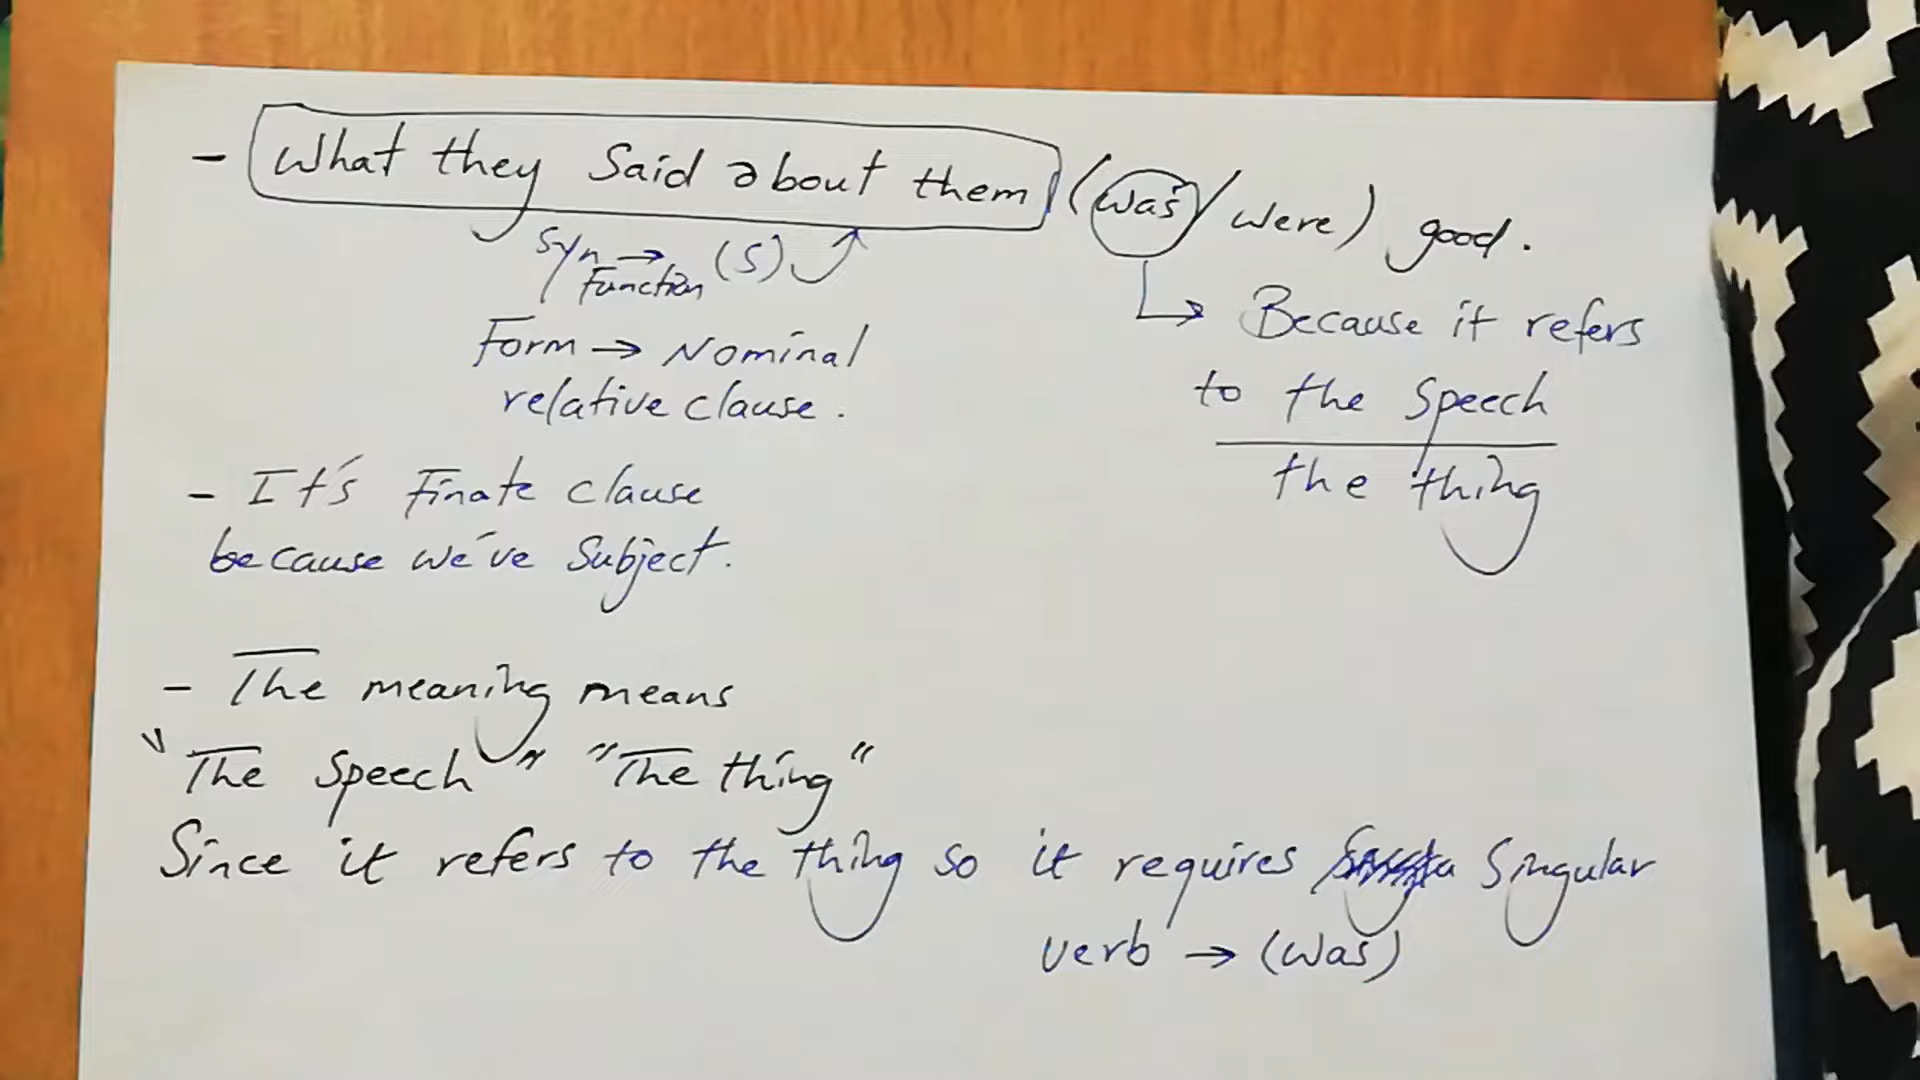 - What they said about them (was/were) good.
Syn → (S)
Function
Form → Nominal
relative clause.
Because it refers
to the speech
the thing
- It's Finate clause
because we've subject.
- The meaning means
"The speech" "The thing"
Since it refers to the thing so it requires singular
verb → (was)